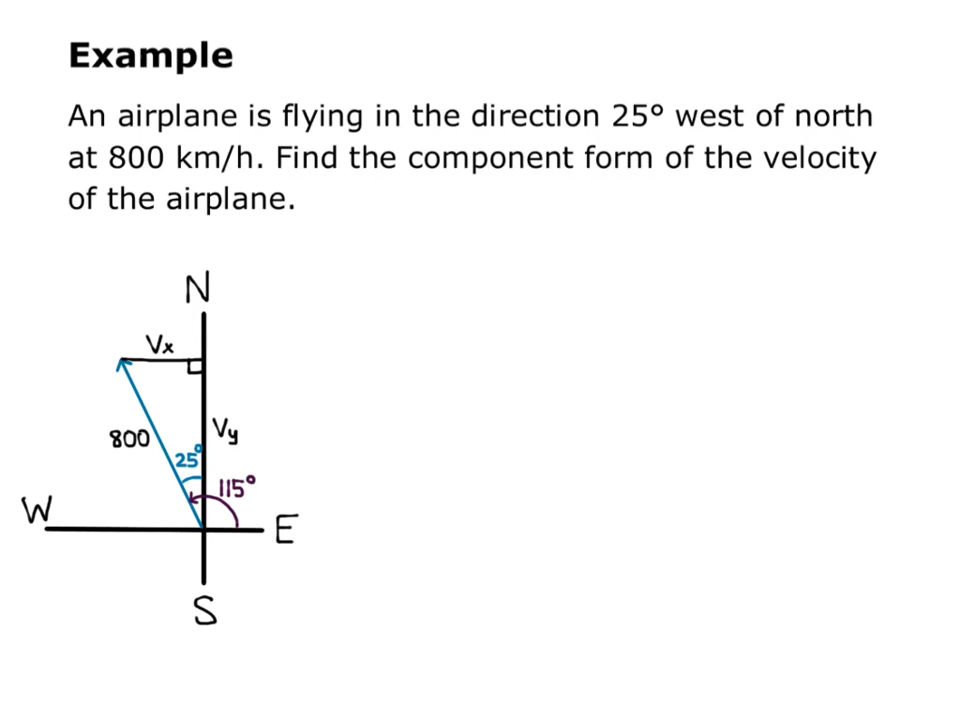 Example
An airplane is flying in the direction 25° west of north
at 800 km/h. Find the component form of the velocity
of the airplane.
N
Vx
Vy
800
25°
115°
W
E
S